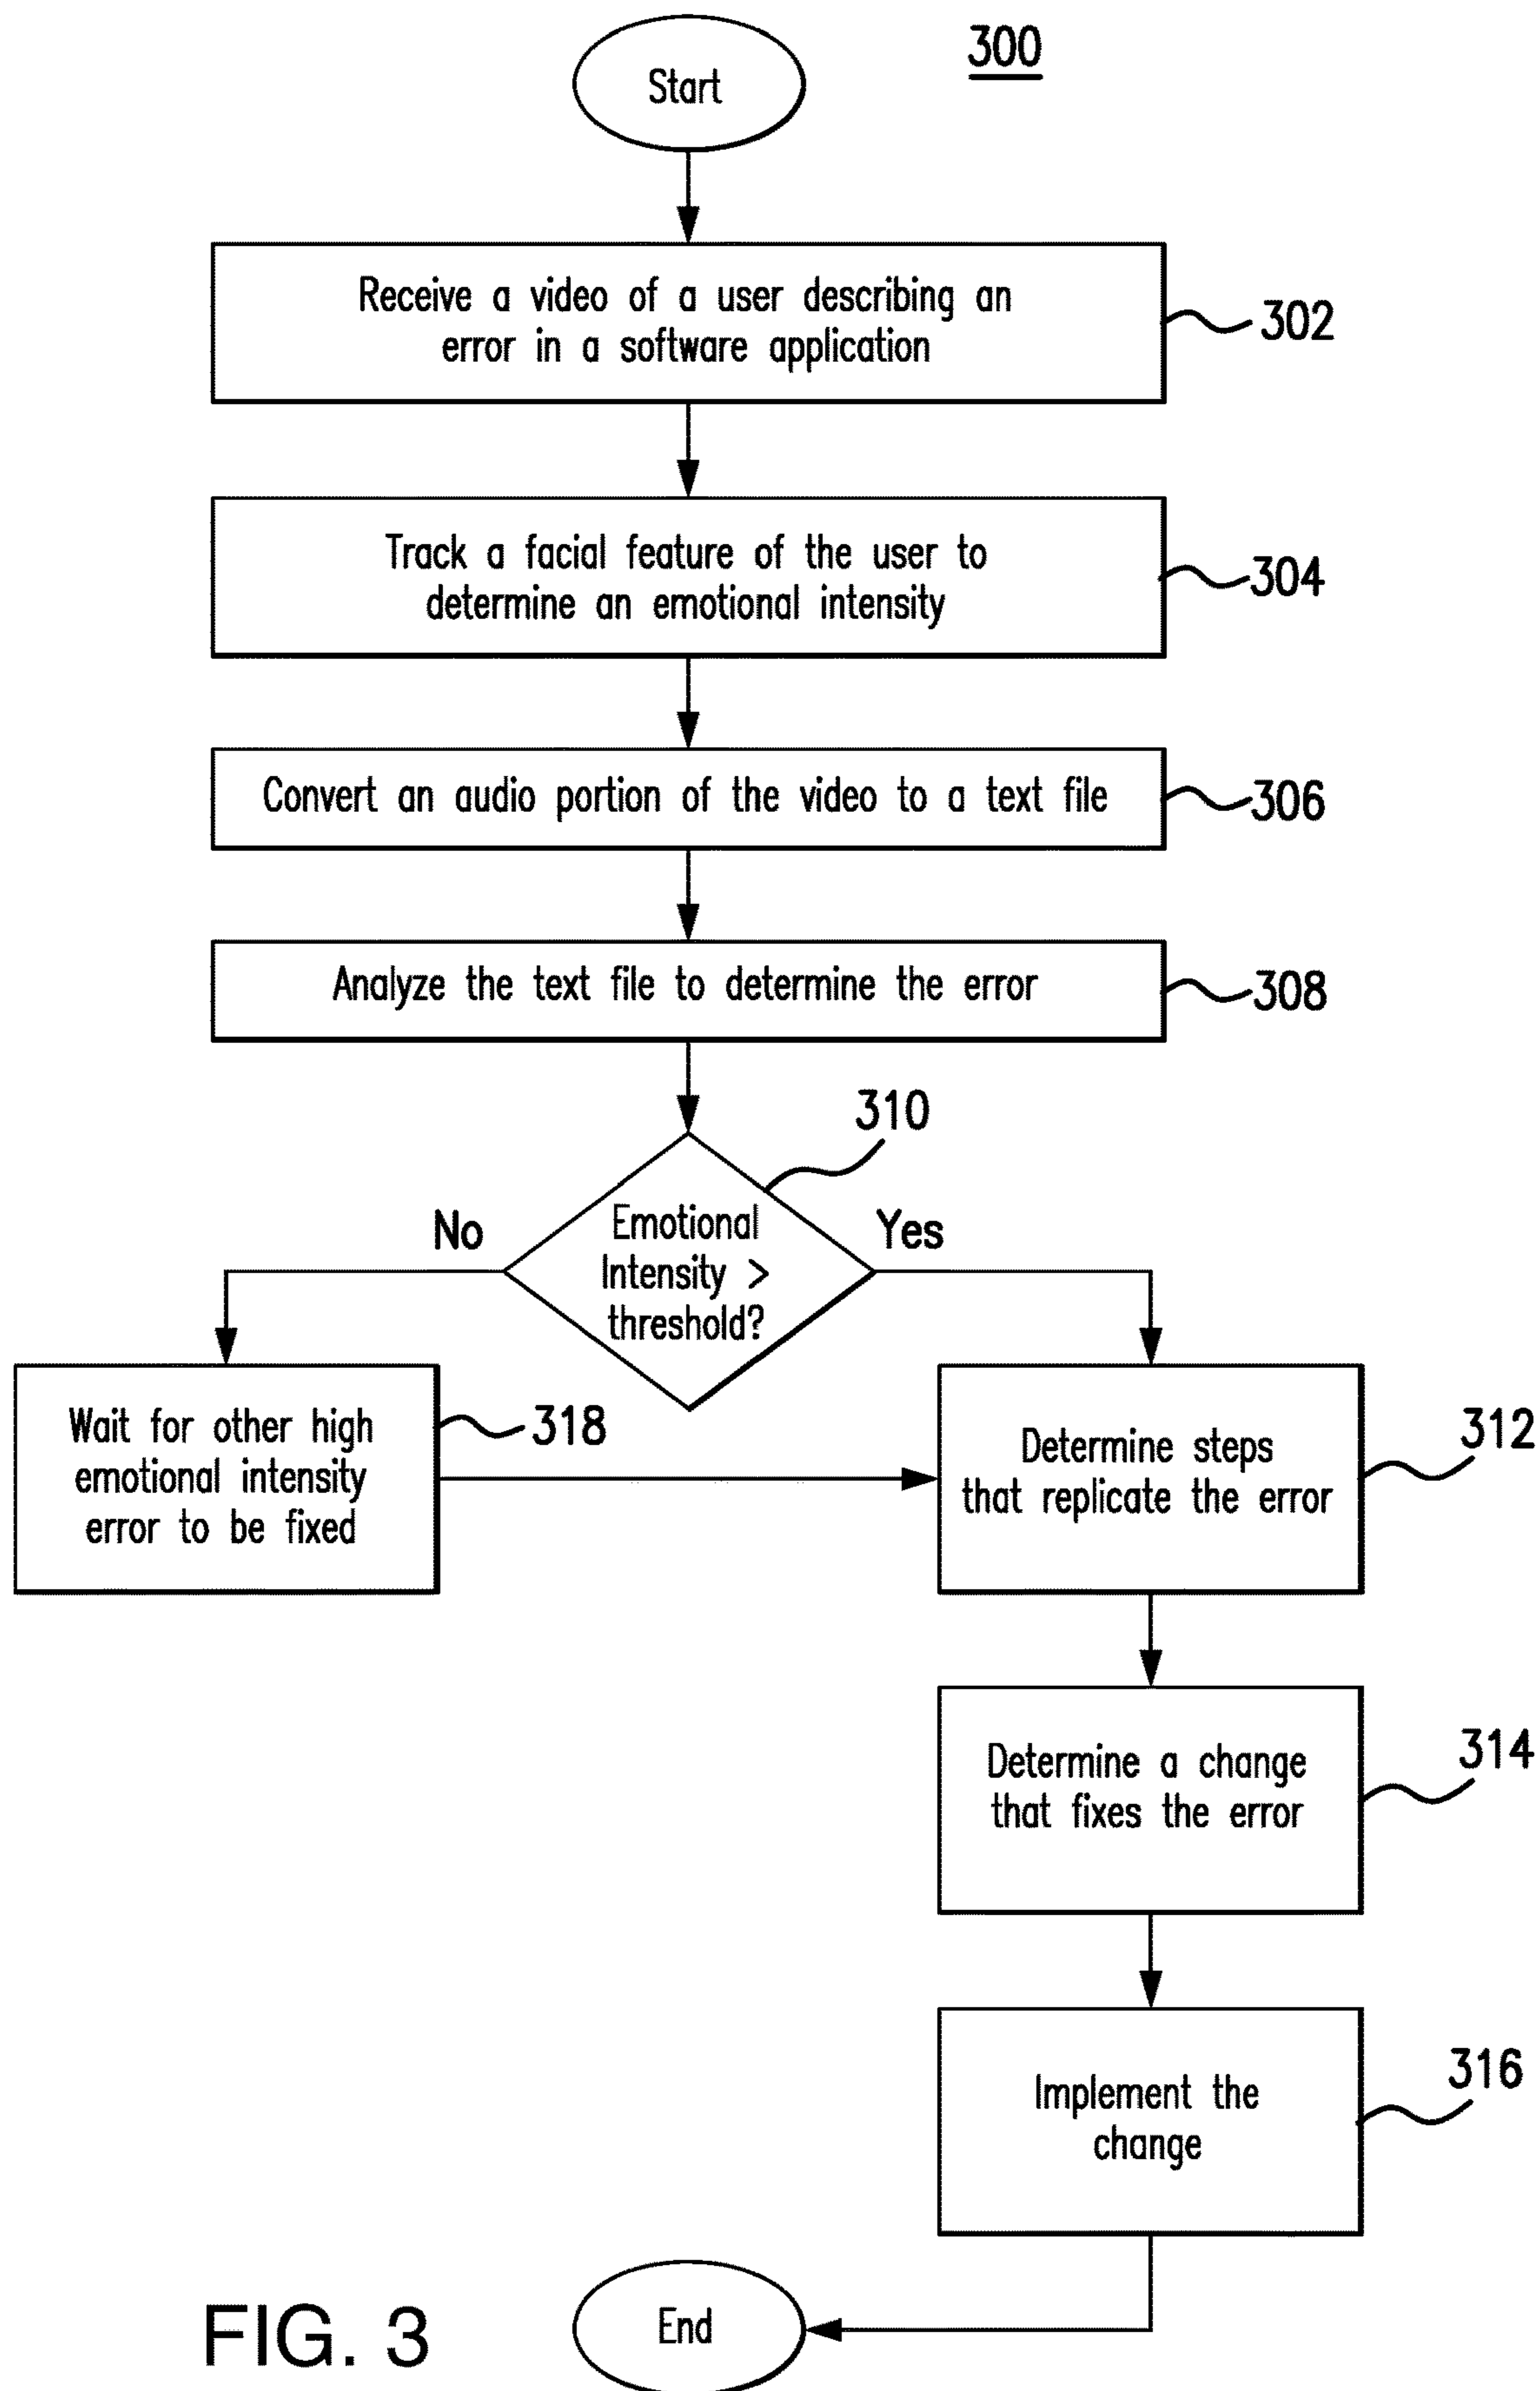 Start
300
Receive a video of a user describing an
error in a software application
302
Track a facial feature of the user to
determine an emotional intensity
304
Convert an audio portion of the video to a text file
306
Analyze the text file to determine the error
308
310
No
Emotional
Intensity >
threshold?
Yes
Wait for other high
emotional intensity
error to be fixed
318
Determine steps
that replicate the error
312
Determine a change
that fixes the error
314
Implement the
change
316
End
FIG. 3